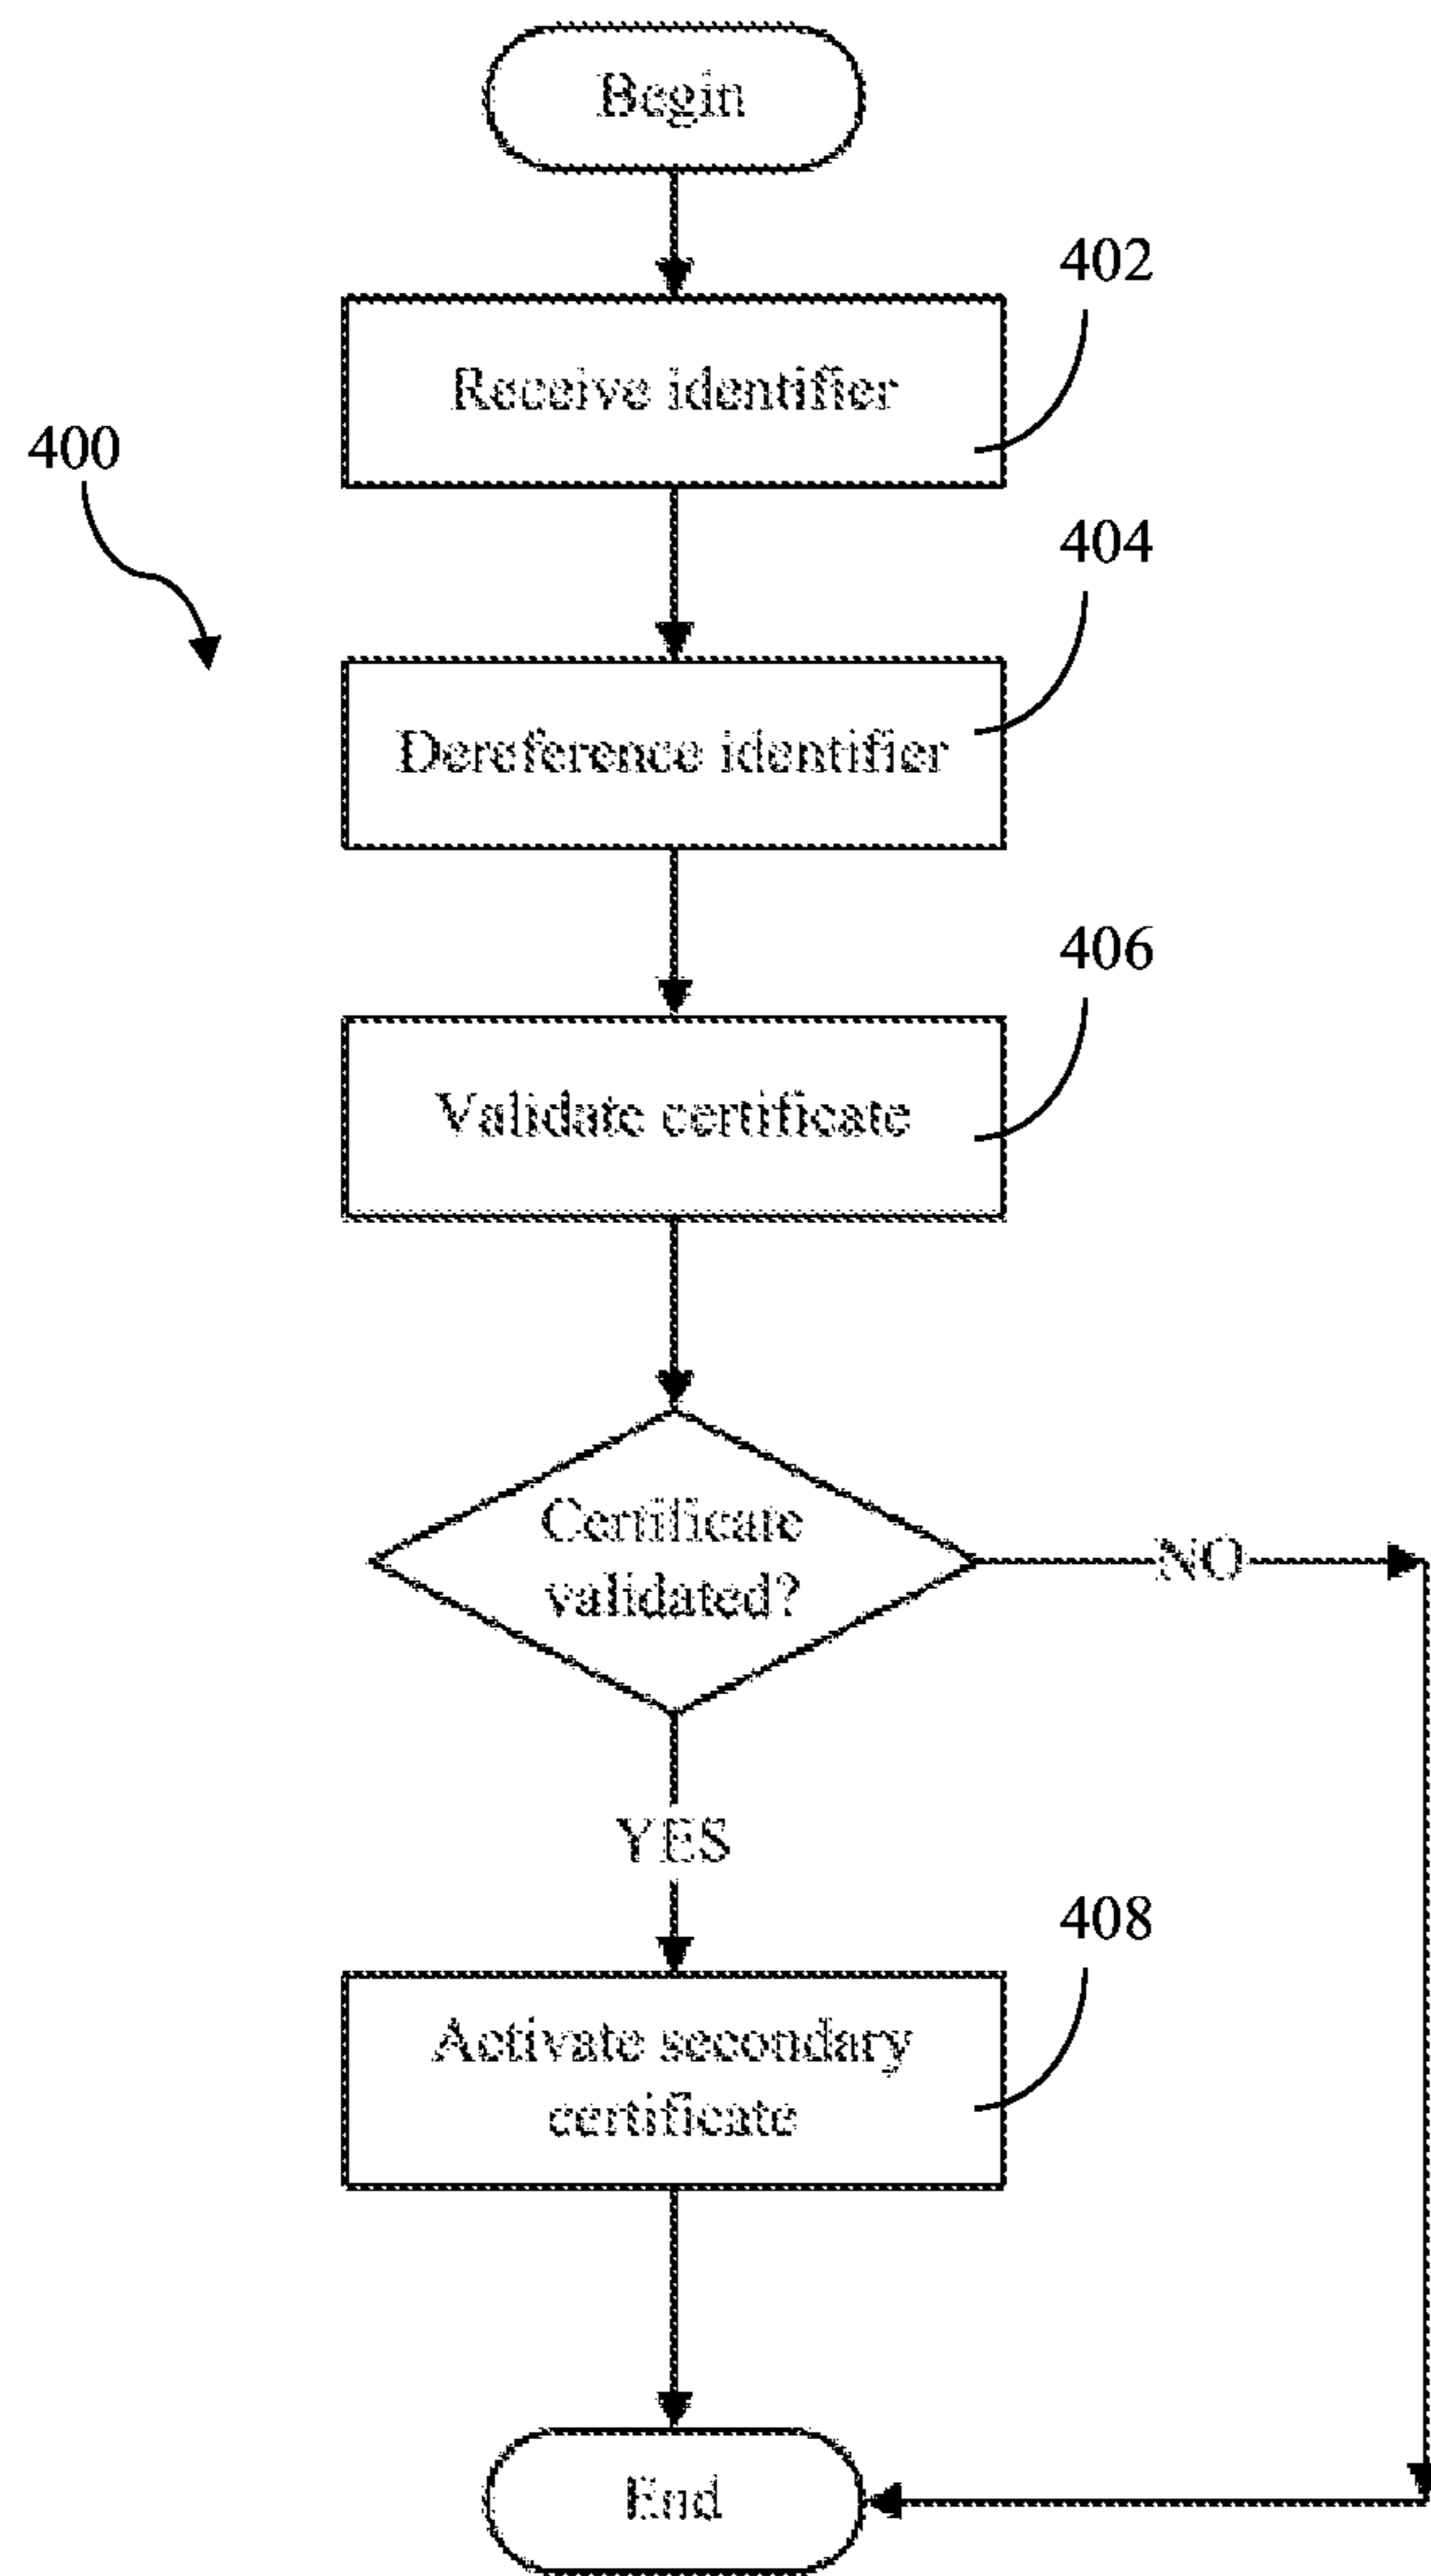 Begin
402
Receive identifier
400
404
Dereference identifier
406
Validate certificate
Certificate
validated?
NO
YES
408
Activate secondary
certificate
End